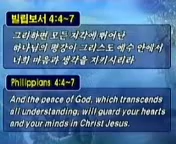 빌립보서 4:4~7
그리하면 모든 지각에 뛰어난
하나님의 평강이 그리스도 예수 안에서
너희 마음과 생각을 지키시리라
Philippians 4:4~7
And the peace of God, which transcends
all understanding, will guard your hearts
and your minds in Christ Jesus.